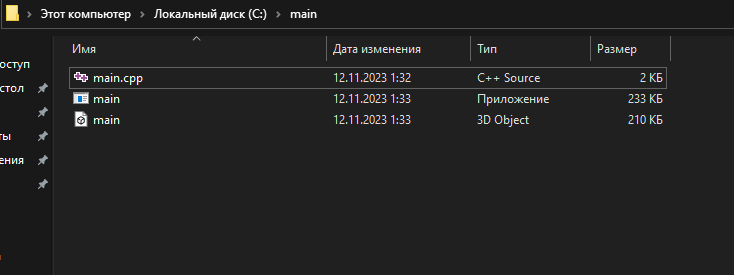 Этот компьютер > Локальный диск (C:) > main
Имя Дата изменения Тип Размер
оступ
main.cpp 12.11.2023 1:32 C++ Source 2 КБ
стол
main 12.11.2023 1:33 Приложение 233 КБ
main 12.11.2023 1:33 3D Object 210 КБ
ты
ения